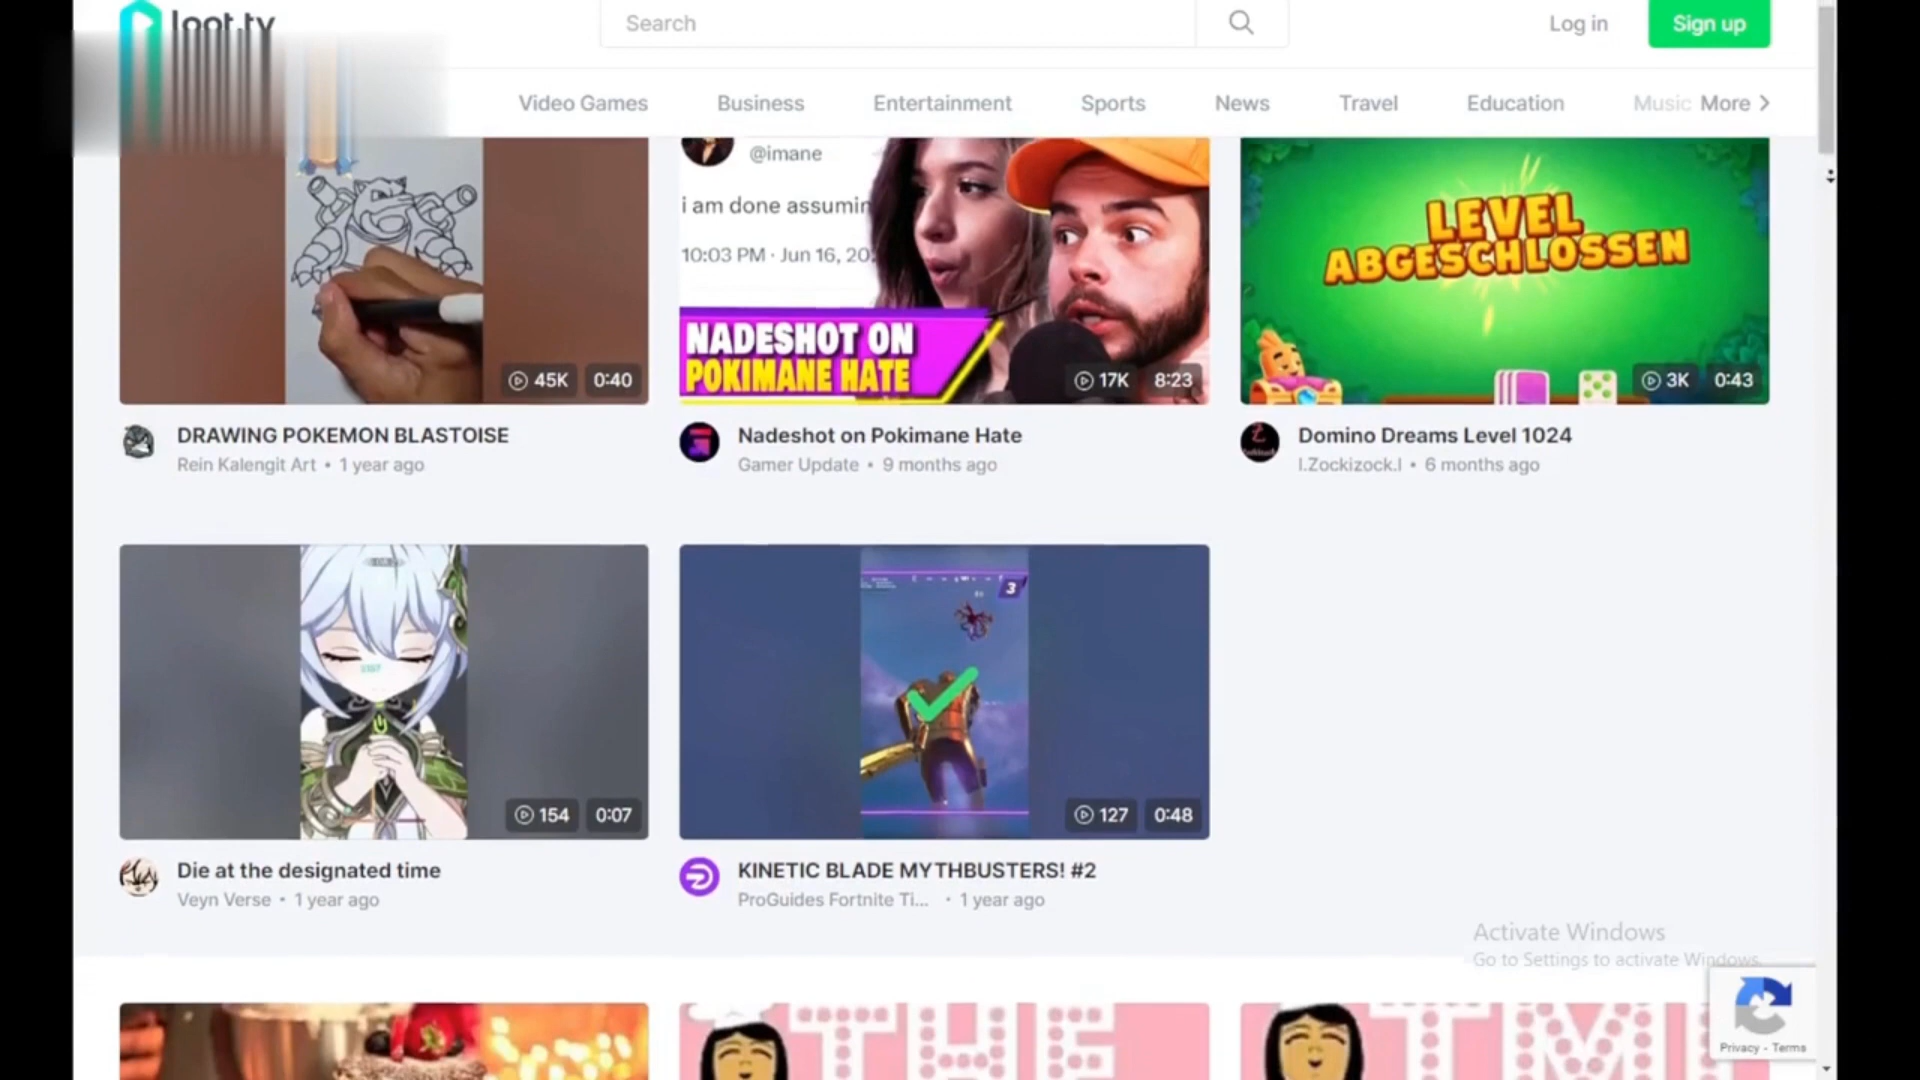 loot.tv
Search
Log in
Sign up
Video Games
Business
Entertainment
Sports
News
Travel
Education
Music
More
@imane
i am done assumin
10:03 PM · Jun 16, 20
NADESHOT ON
POKIMANE HATE
LEVEL
ABGESCHLOSSEN
45K 0:40
17K 8:23
3K 0:43
DRAWING POKEMON BLASTOISE
Rein Kalengit Art • 1 year ago
Nadeshot on Pokimane Hate
Gamer Update • 9 months ago
Domino Dreams Level 1024
I.Zockizock.I • 6 months ago
3
154 0:07
127 0:48
Die at the designated time
Veyn Verse • 1 year ago
KINETIC BLADE MYTHBUSTERS! #2
ProGuides Fortnite Ti... • 1 year ago
Activate Windows
Go to Settings to activate Windows.
THE
Privacy - Terms